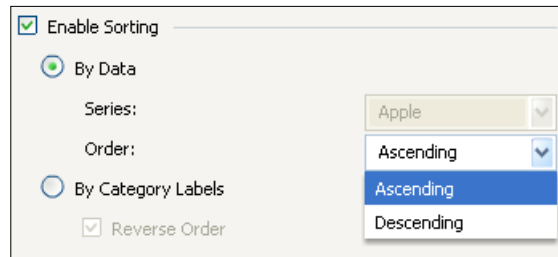 Enable Sorting
By Data
Series: Apple
Order: Ascending
Ascending
By Category Labels
Descending
Reverse Order